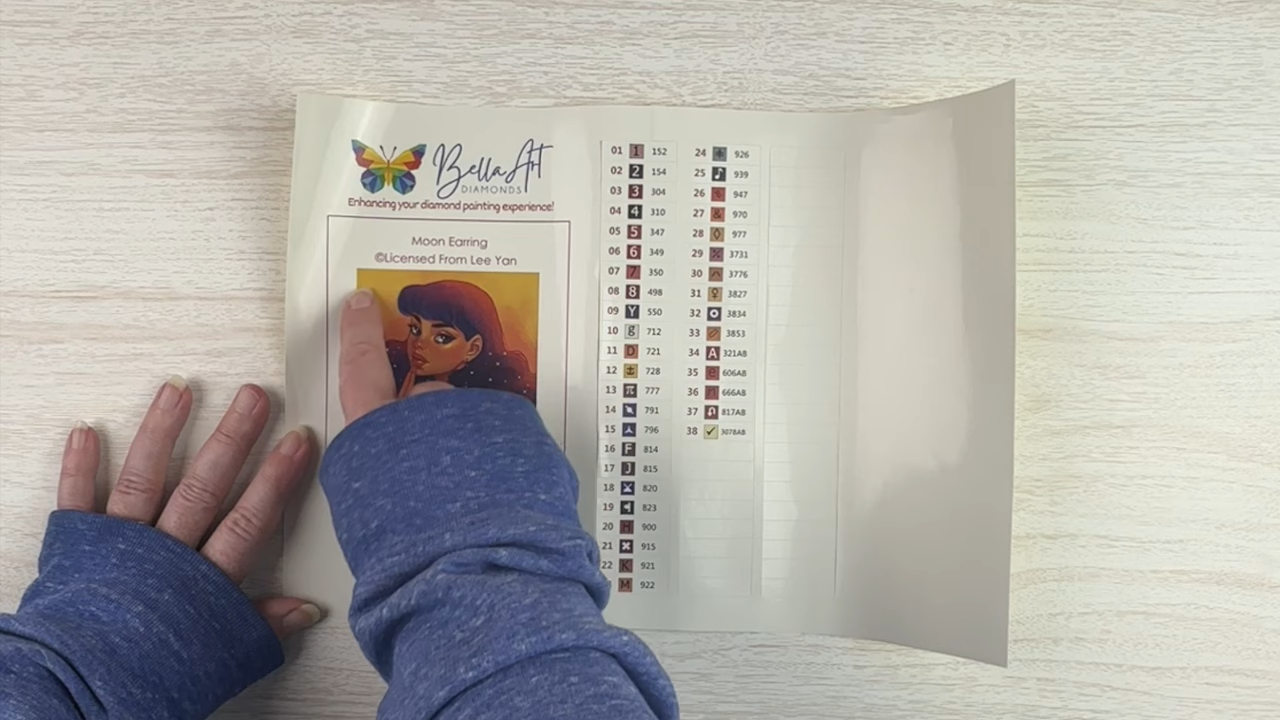 Bella Art
DIAMONDS
Enhancing your diamond painting experience!
Moon Earring
©Licensed From Lee Yan
01 1 152
02 2 154
03 3 304
04 4 310
05 5 347
06 6 349
07 7 350
08 8 498
09 Y 550
10 g 712
11 D 721
12 728
13 π 777
14 791
15 796
16 F 814
17 J 815
18 820
19 823
20 H 900
21 ✖ 915
22 K 921
M 922
24 926
25 ♪ 939
26 947
27 & 970
28 977
29 3731
30 3776
31 ♀ 3827
32 3834
33 3853
34 A 321AB
35 e 606AB
36 n 666AB
37 817AB
38 ✓ 3078AB